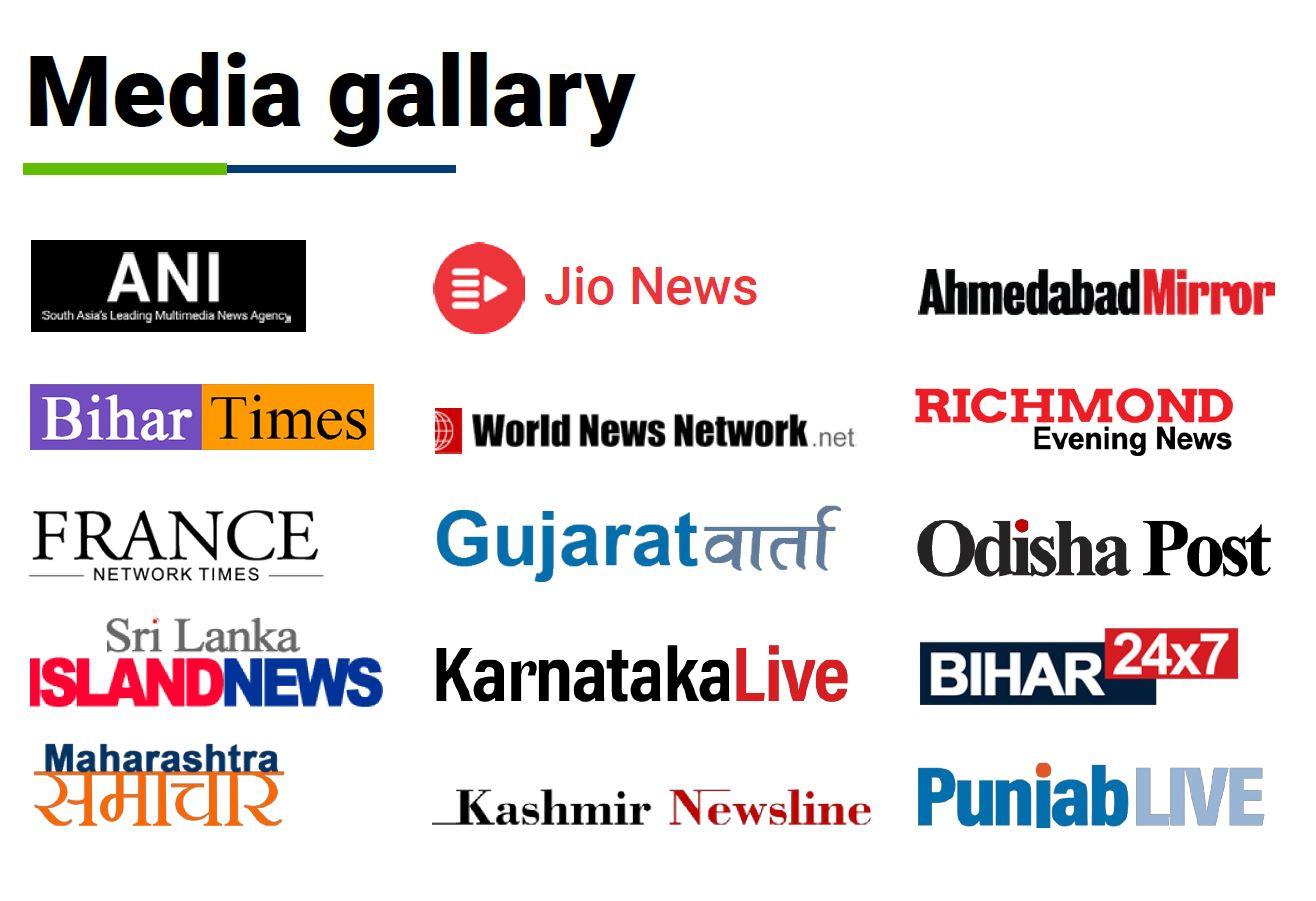 Media gallary
ANI
South Asia's Leading Multimedia News Agency
Jio News
AhmedabadMirror
Bihar Times
World News Network.net
RICHMOND
Evening News
FRANCE
NETWORK TIMES
Gujaratवार्ता
Odisha Post
Sri Lanka
ISLANDNEWS
KarnatakaLive
BIHAR 24x7
Maharashtra
समाचार
Kashmir Newsline
PunjabLIVE